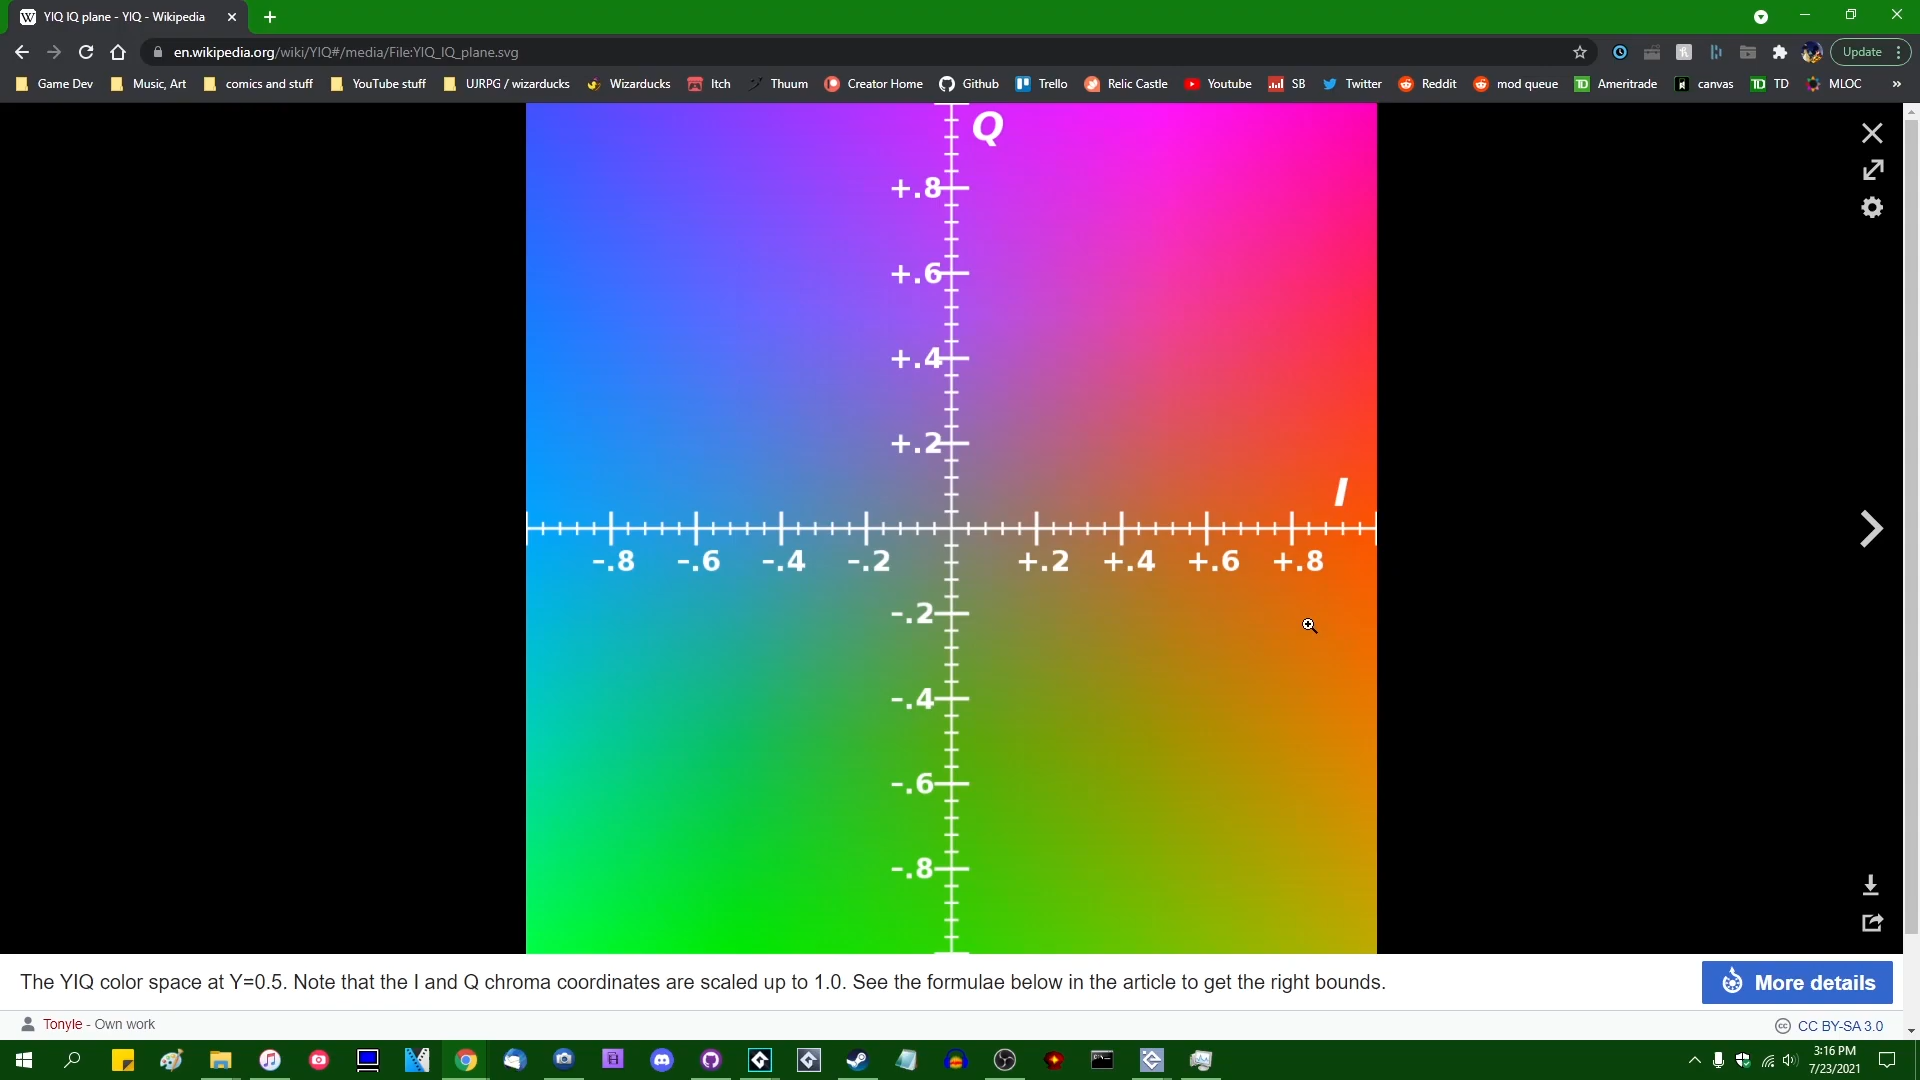 YIQ IQ plane - YIQ - Wikipedia
en.wikipedia.org/wiki/YIQ#/media/File:YIQ_IQ_plane.svg
Update
Game Dev Music, Art comics and stuff YouTube stuff UJRPG / wizarducks Wizarducks Itch Thuum Creator Home Github Trello Relic Castle Youtube SB Twitter Reddit mod queue Ameritrade canvas TD MLOC »
Q
+.8
+.6
+.4
+.2
I
-.8 -.6 -.4 -.2 +.2 +.4 +.6 +.8
-.2
-.4
-.6
-.8
The YIQ color space at Y=0.5. Note that the I and Q chroma coordinates are scaled up to 1.0. See the formulae below in the article to get the right bounds.
More details
Tonyle - Own work
CC BY-SA 3.0
3:16 PM
7/23/2021